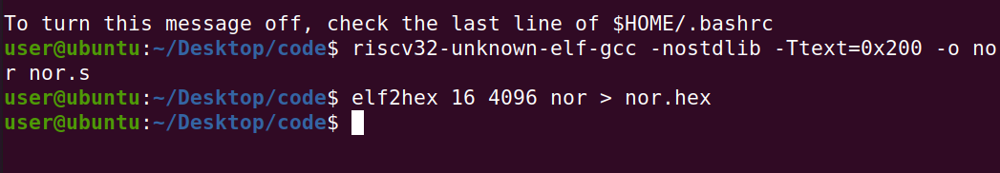 To turn this message off, check the last line of $HOME/.bashrc
user@ubuntu:~/Desktop/code$ riscv32-unknown-elf-gcc -nostdlib -Ttext=0x200 -o no
r nor.s
user@ubuntu:~/Desktop/code$ elf2hex 16 4096 nor > nor.hex
user@ubuntu:~/Desktop/code$